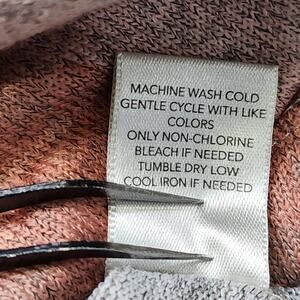 MACHINE WASH COLD
GENTLE CYCLE WITH LIKE
COLORS
ONLY NON-CHLORINE
BLEACH IF NEEDED
TUMBLE DRY LOW
COOL IRON IF NEEDED